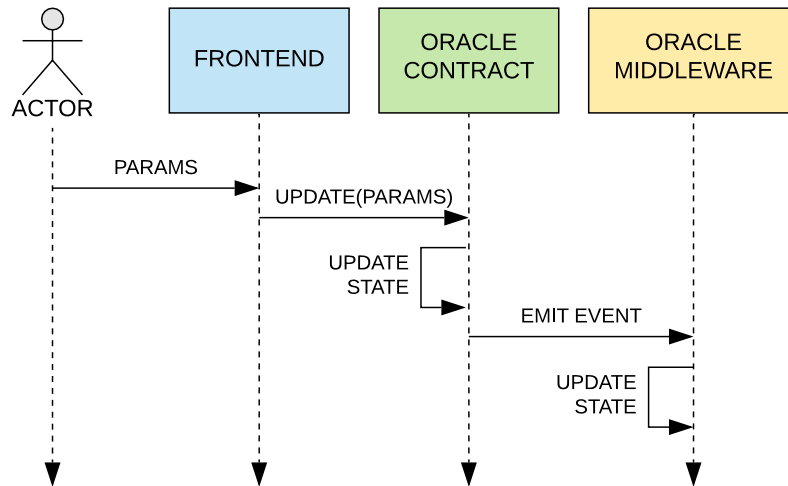 ACTOR
FRONTEND
ORACLE
CONTRACT
ORACLE
MIDDLEWARE
PARAMS
UPDATE(PARAMS)
UPDATE
STATE
EMIT EVENT
UPDATE
STATE